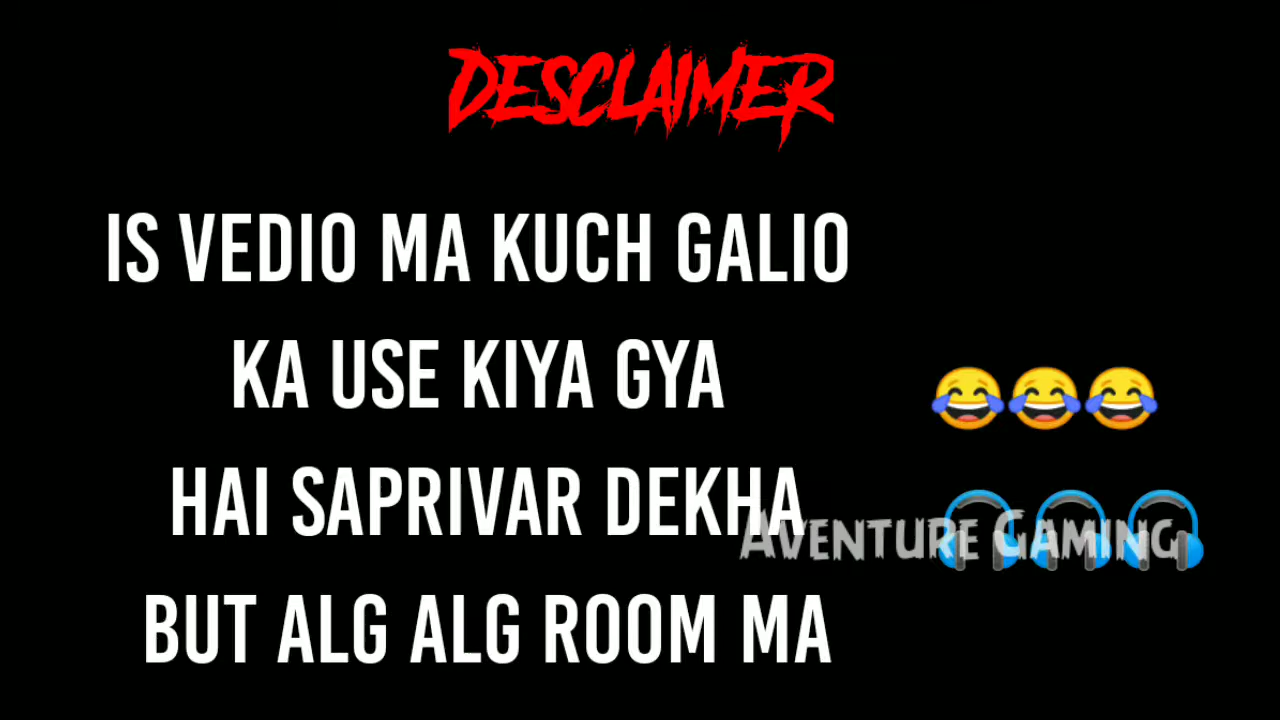 DESCLAIMER
IS VEDIO MA KUCH GALIO
KA USE KIYA GYA
HAI SAPRIVAR DEKHA
AVENTURE GAMING
BUT ALG ALG ROOM MA